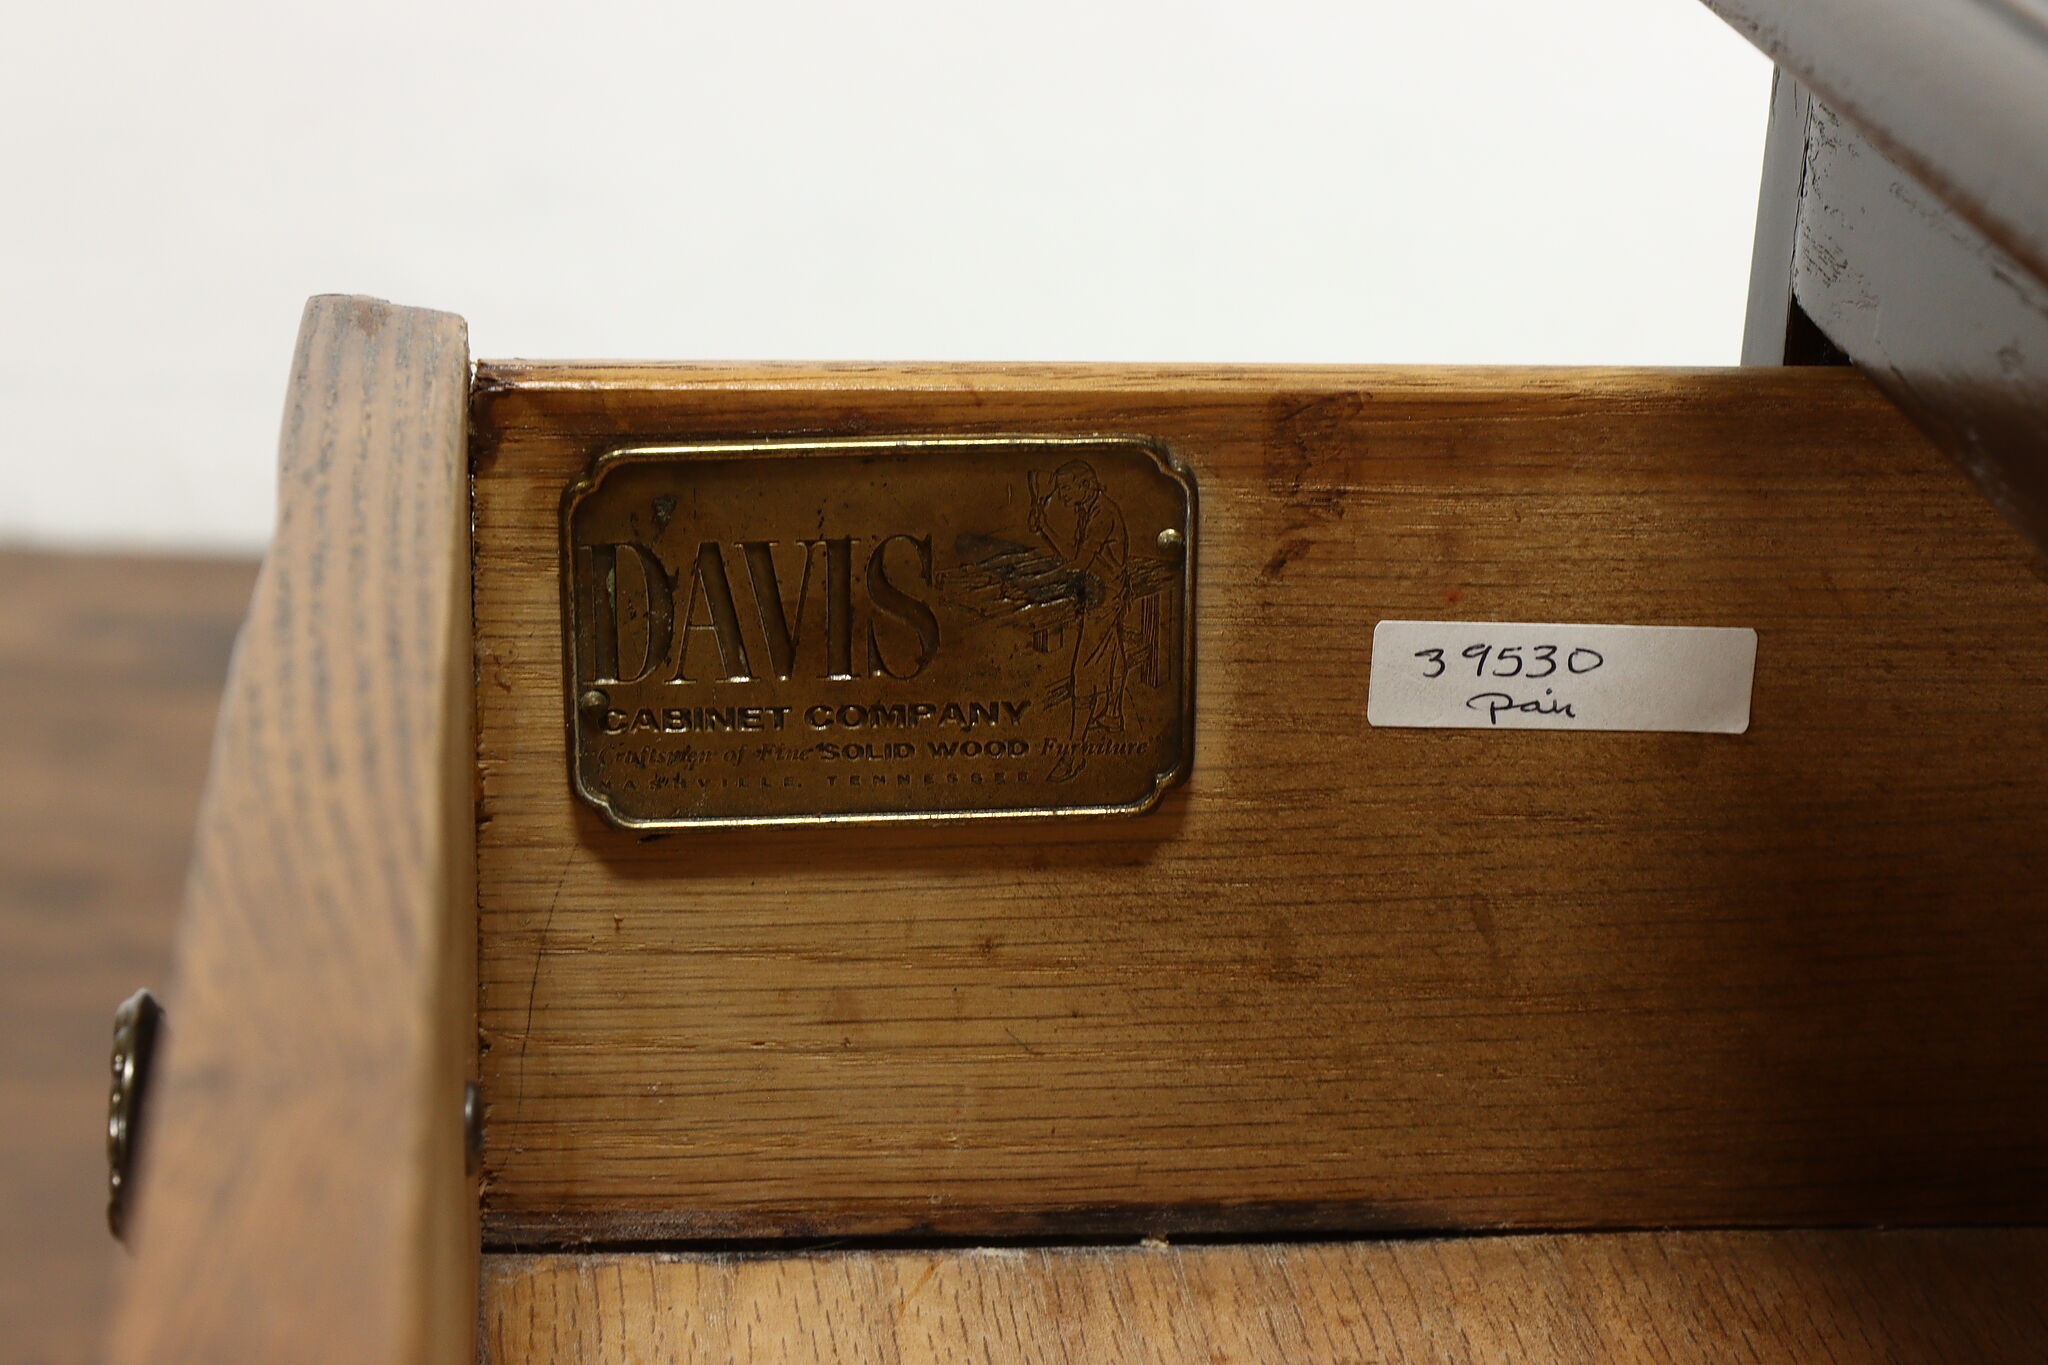 DAVIS
CABINET COMPANY
"Craftsmen of Fine SOLID WOOD Furniture"
NASHVILLE, TENNESSEE
39530
Pair